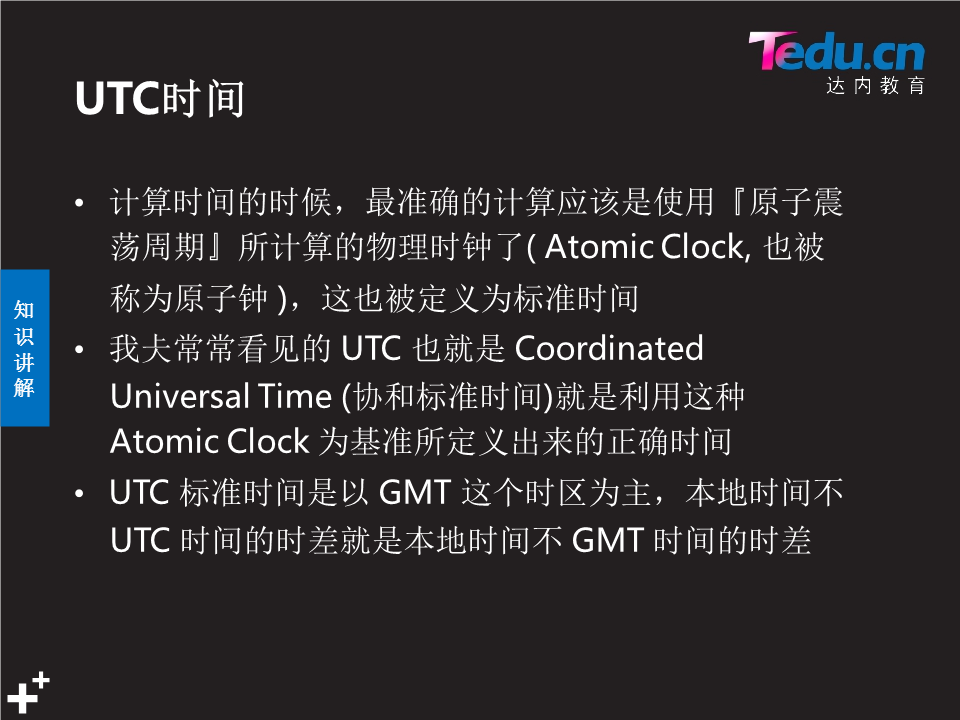 Tedu.cn
达内教育
UTC时间
• 计算时间的时候，最准确的计算应该是使用『原子震
荡周期』所计算的物理时钟了( Atomic Clock, 也被
称为原子钟 )，这也被定义为标准时间
• 我夫常常看见的 UTC 也就是 Coordinated
Universal Time (协和标准时间)就是利用这种
Atomic Clock 为基准所定义出来的正确时间
• UTC 标准时间是以 GMT 这个时区为主，本地时间不
UTC 时间的时差就是本地时间不 GMT 时间的时差
知
识
讲
解